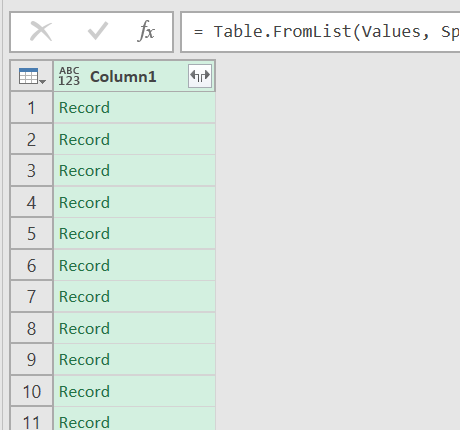 fx = Table.FromList(Values, Sp
ABC 123 Column1
1 Record
2 Record
3 Record
4 Record
5 Record
6 Record
7 Record
8 Record
9 Record
10 Record
11 Record